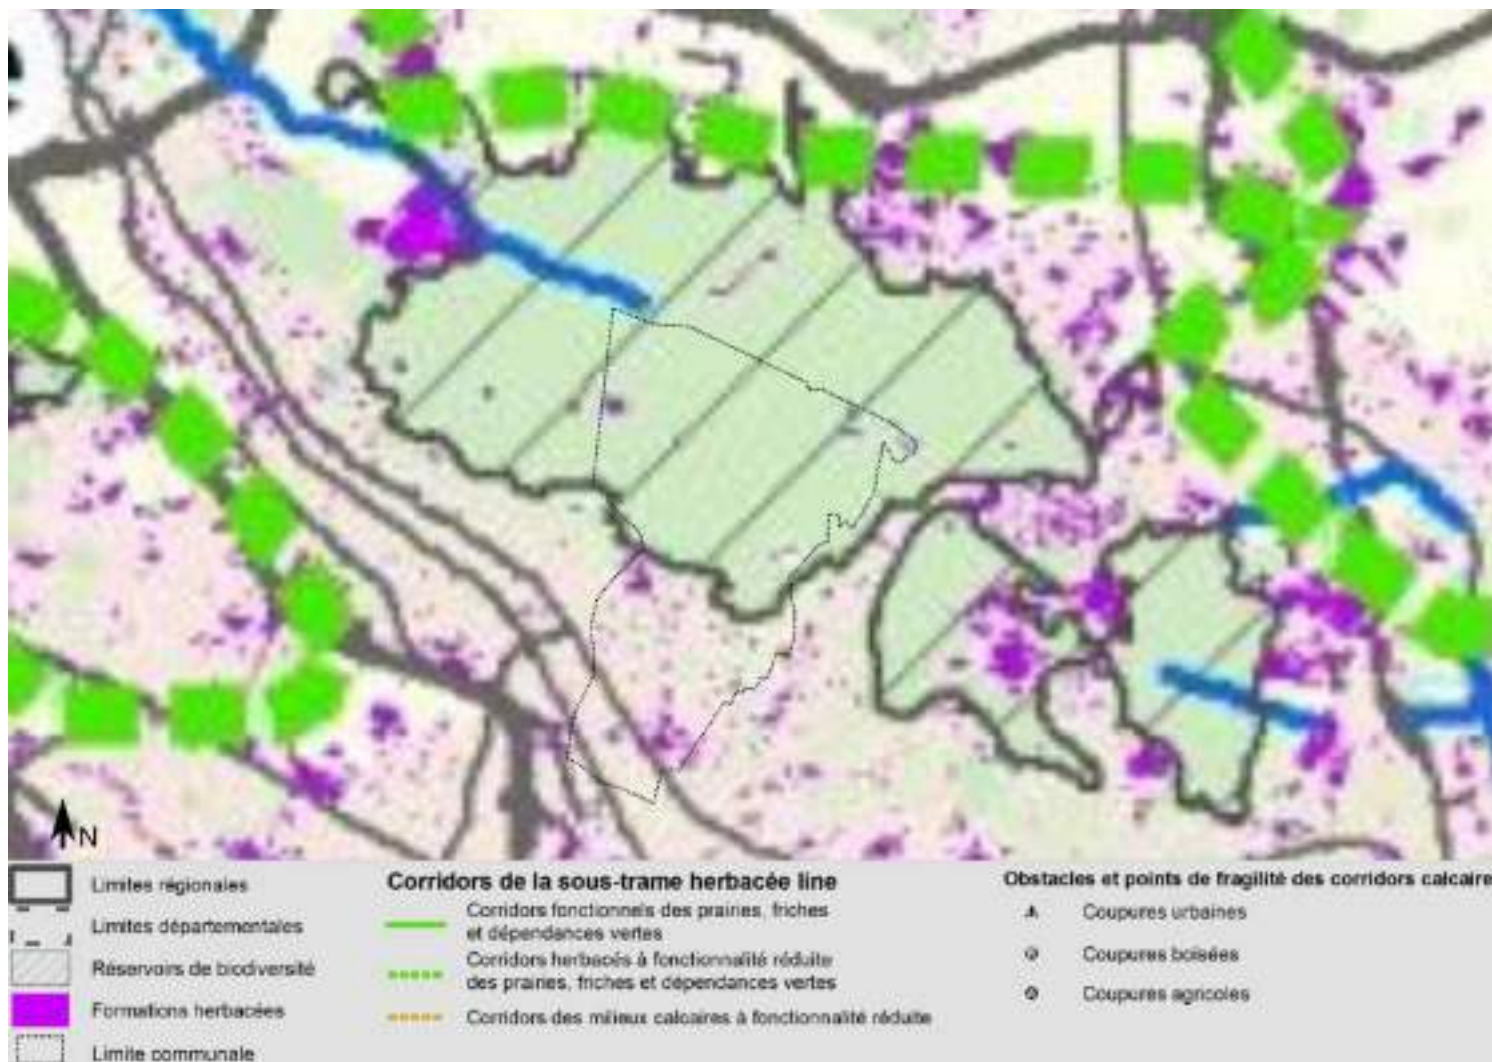 N
Limites régionales
Limites départementales
Réservoirs de biodiversité
Formations herbacées
Limite communale
Corridors de la sous-trame herbacée line
Corridors fonctionnels des prairies, friches
et dépendances vertes
Corridors herbacés à fonctionnalité réduite
des prairies, friches et dépendances vertes
Corridors des milieux calcaires à fonctionnalité réduite
Obstacles et points de fragilité des corridors calcaire
Coupures urbaines
Coupures boisées
Coupures agricoles